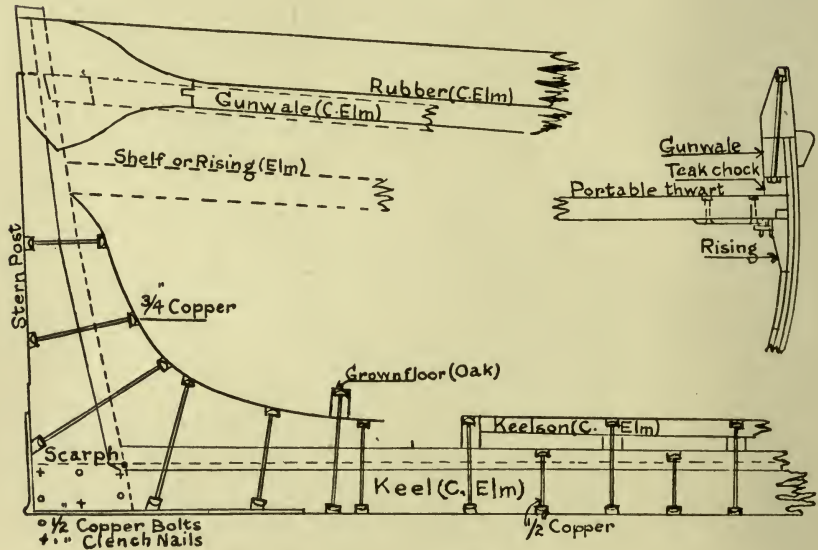 Rubber (C.Elm)
Gunwale (C.Elm)
Shelf or Rising (Elm)
Gunwale
Teak chock
Portable thwart
Rising
Stern Post
3/4" Copper
Grownfloor (Oak)
Keelson (C. Elm)
Scarph
Keel (C. Elm)
1/2 Copper
o 1/2 Copper Bolts
+ " " Clench Nails